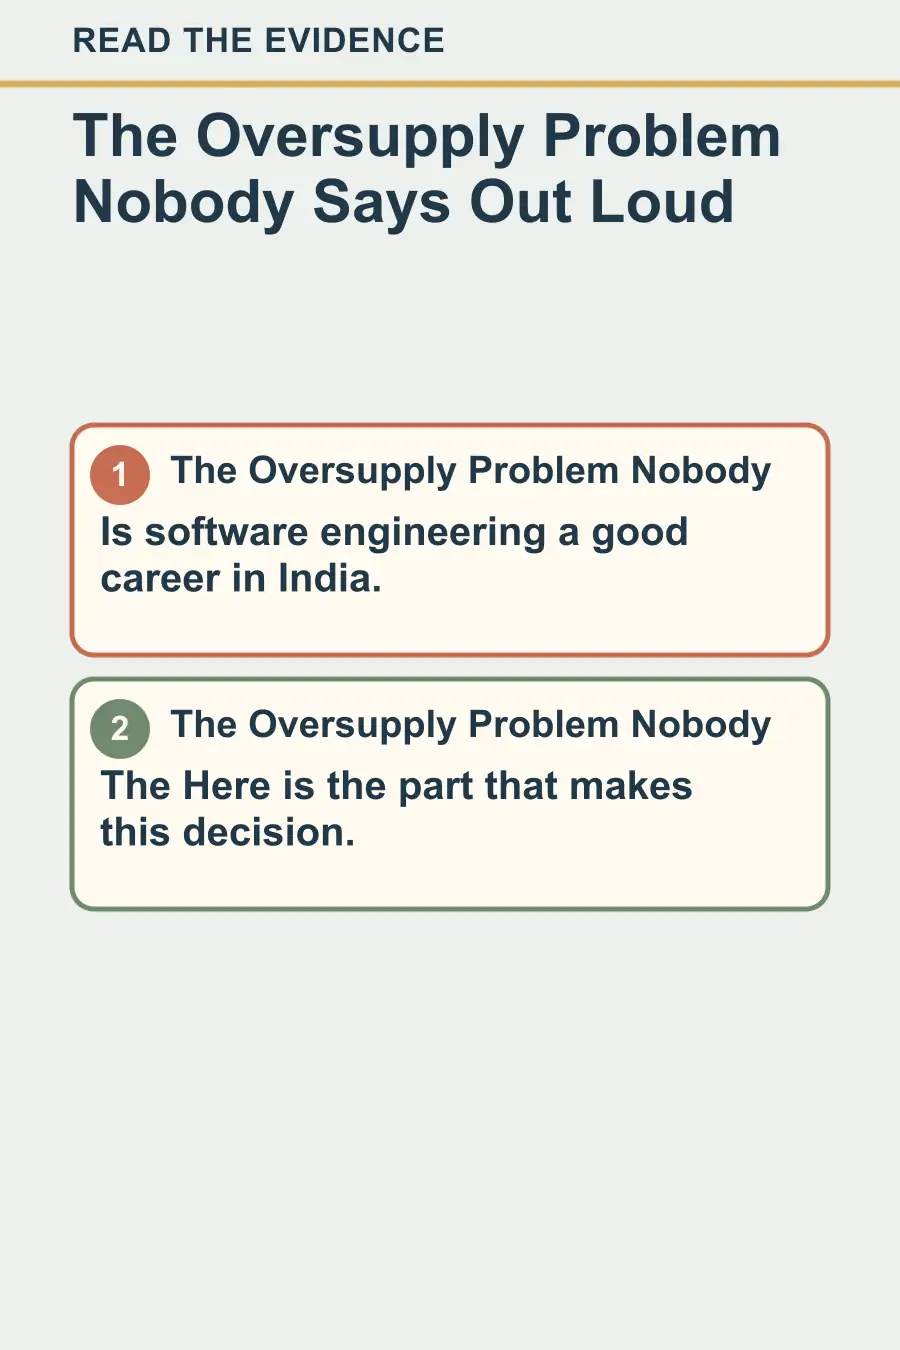 READ THE EVIDENCE
The Oversupply Problem
Nobody Says Out Loud
1 The Oversupply Problem Nobody
Is software engineering a good
career in India.
2 The Oversupply Problem Nobody
The Here is the part that makes
this decision.